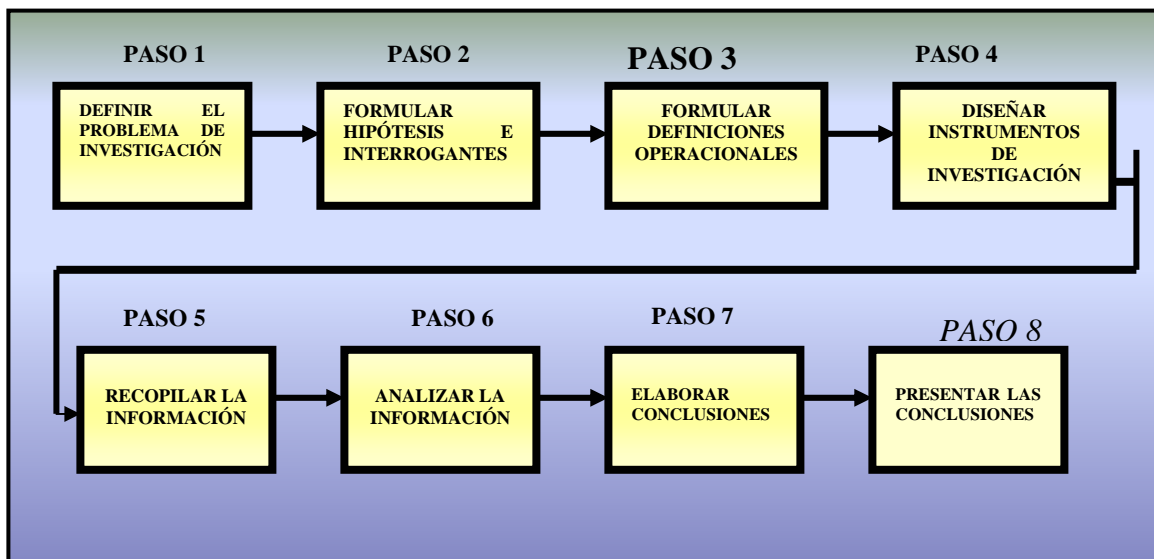 PASO 1
DEFINIR EL
PROBLEMA DE
INVESTIGACIÓN
PASO 2
FORMULAR
HIPÓTESIS E
INTERROGANTES
PASO 3
FORMULAR
DEFINICIONES
OPERACIONALES
PASO 4
DISEÑAR
INSTRUMENTOS
DE
INVESTIGACIÓN
PASO 5
RECOPILAR LA
INFORMACIÓN
PASO 6
ANALIZAR LA
INFORMACIÓN
PASO 7
ELABORAR
CONCLUSIONES
PASO 8
PRESENTAR LAS
CONCLUSIONES